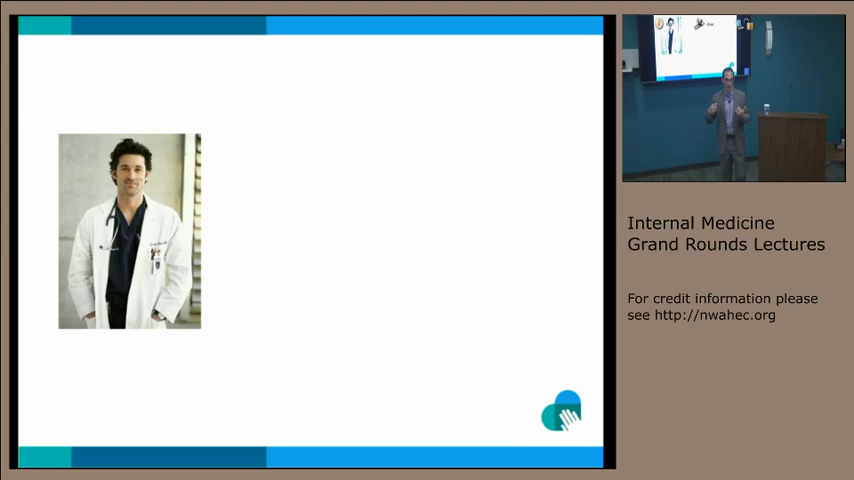 Internal Medicine
Grand Rounds Lectures
For credit information please
see http://nwahec.org